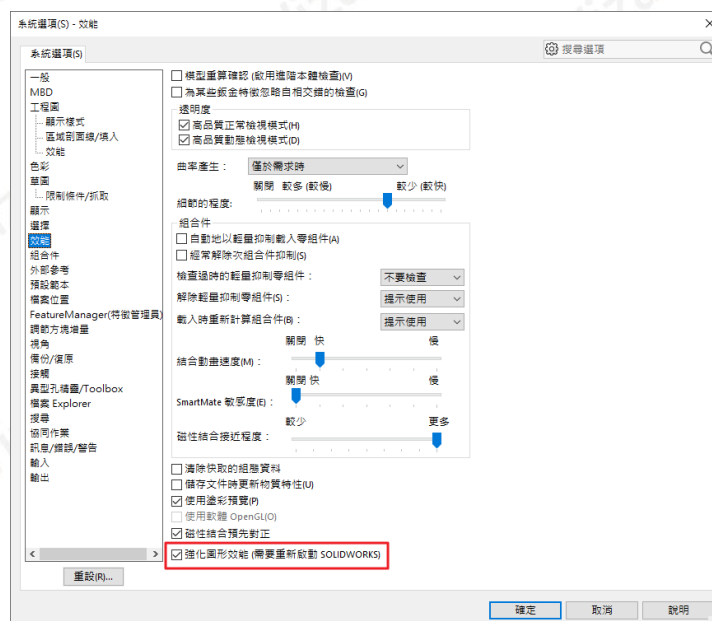 系統選項(S) - 效能
系統選項(S)
搜尋選項
一般
MBD
工程圖
顯示樣式
區域剖面線/填入
效能
色彩
草圖
限制條件/抓取
顯示
選擇
效能
組合件
外部參考
預設範本
檔案位置
FeatureManager(特徵管理員)
調節方塊增量
視角
備份/復原
接觸
異型孔精靈/Toolbox
檔案 Explorer
搜尋
協同作業
訊息/錯誤/警告
輸入
輸出
重設(R)...
模型重算確認 (啟用進階本體檢查)(V)
為某些鈑金特徵忽略自相交錯的檢查(G)
透明度
高品質正常檢視模式(H)
高品質動態檢視模式(D)
曲率產生： 僅於需求時
關閉 較多 (較慢) 較少 (較快)
細節的程度:
組合件
自動地以輕量抑制載入零組件(A)
經常解除次組合件抑制(S)
檢查過時的輕量抑制零組件： 不要檢查
解除輕量抑制零組件(S)： 提示使用
載入時重新計算組合件(B)： 提示使用
關閉 快 慢
結合動畫速度(M)：
關閉 快 慢
SmartMate 敏感度(E)：
較少 更多
磁性結合接近程度：
清除快取的組態資料
儲存文件時更新物質特性(U)
使用塗彩預覽(P)
使用軟體 OpenGL(O)
磁性結合預先對正
強化圖形效能 (需要重新啟動 SOLIDWORKS)
確定 取消 說明